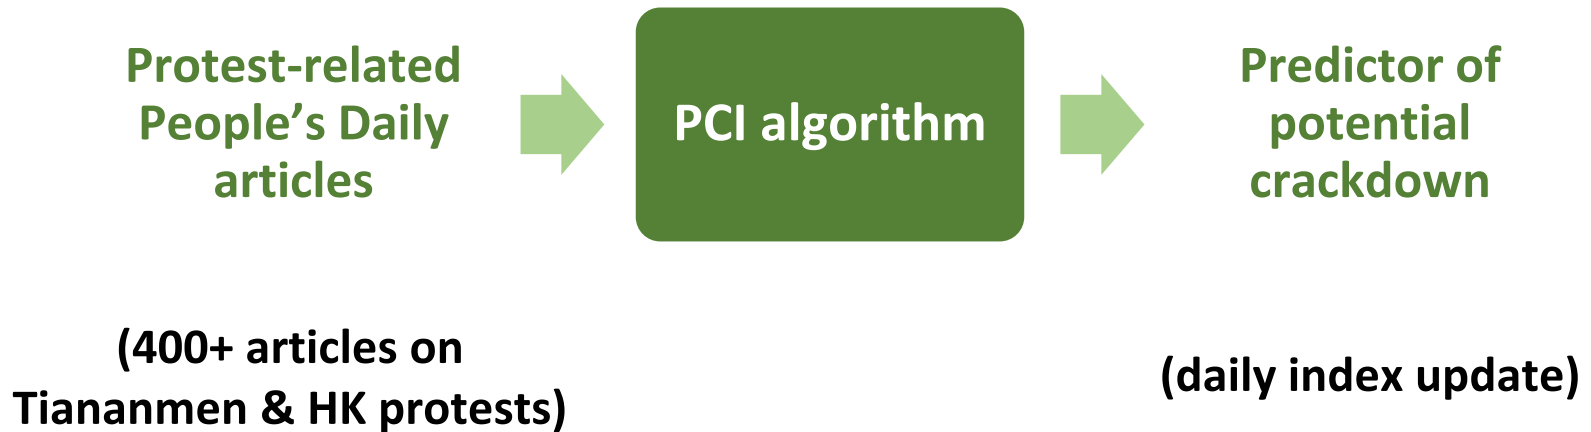 Protest-related
People’s Daily
articles
PCI algorithm
Predictor of
potential
crackdown
(400+ articles on
Tiananmen & HK protests)
(daily index update)